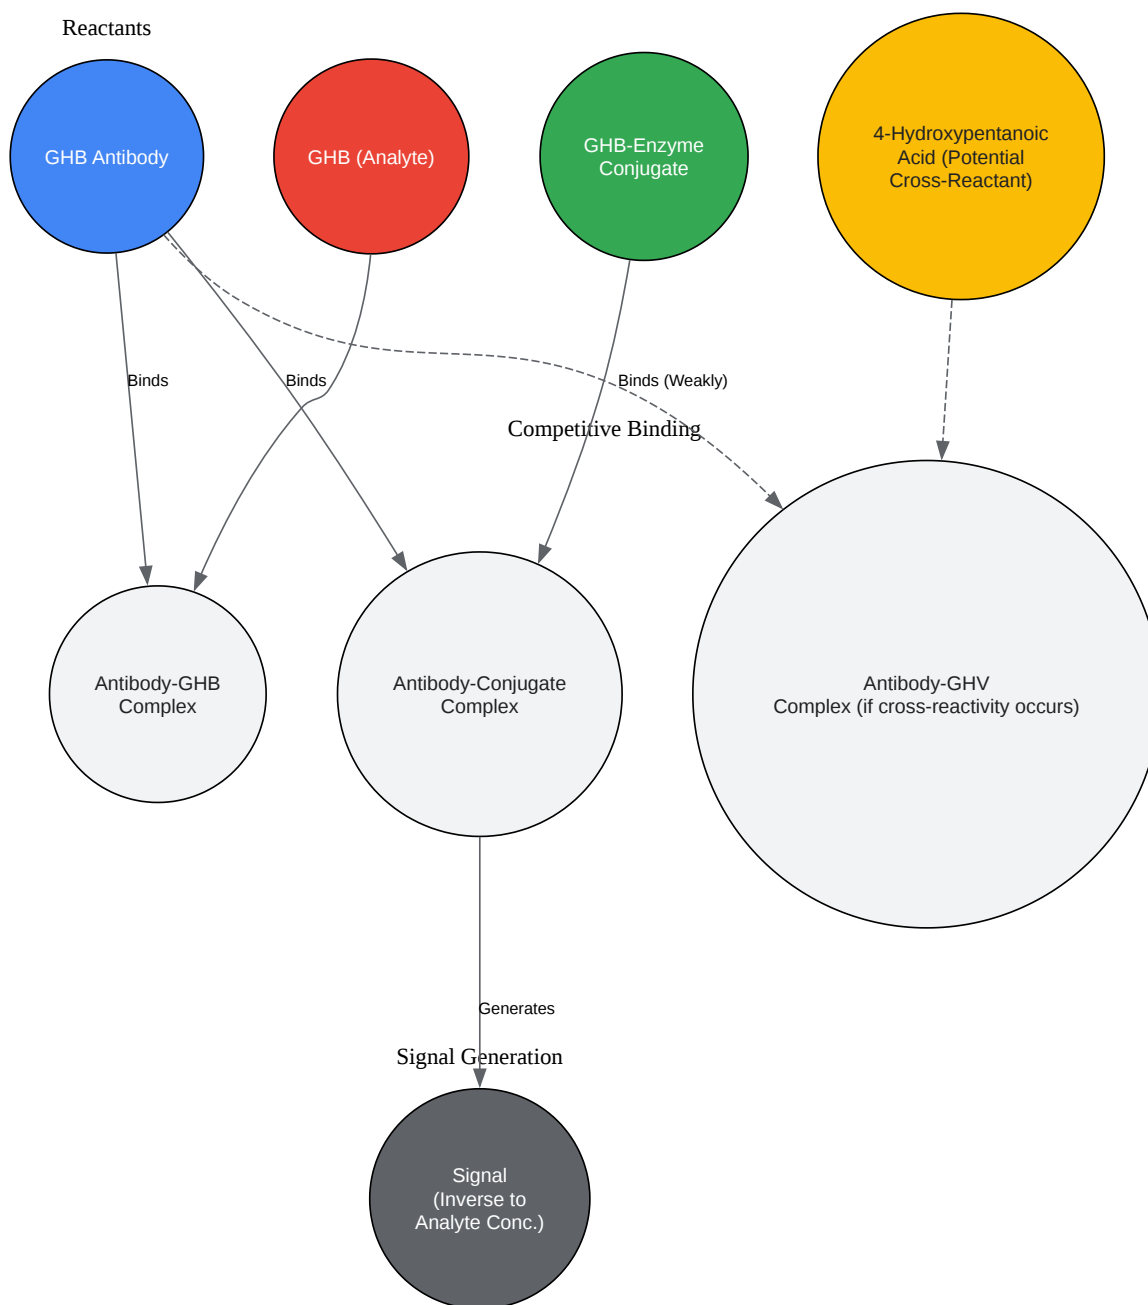 Reactants
GHB Antibody
GHB (Analyte)
GHB-Enzyme
Conjugate
4-Hydroxypentanoic
Acid (Potential
Cross-Reactant)
Binds
Binds
Binds (Weakly)
Competitive Binding
Antibody-GHB
Complex
Antibody-Conjugate
Complex
Antibody-GHV
Complex (if cross-reactivity occurs)
Generates
Signal Generation
Signal
(Inverse to
Analyte Conc.)